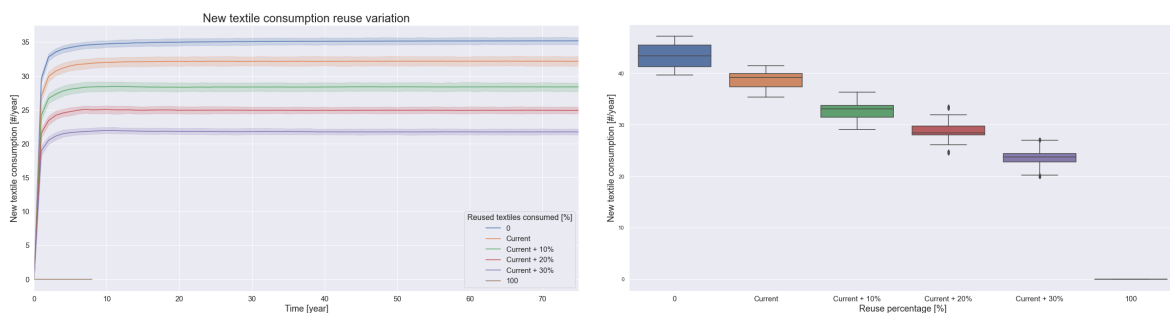 New textile consumption reuse variation
New textile consumption [#/year]
35
30
25
20
15
10
5
0
0
10
20
30
40
50
60
70
Time [year]
Reused textiles consumed [%]
0
Current
Current + 10%
Current + 20%
Current + 30%
100
New textile consumption [#/year]
40
30
20
10
0
0
Current
Current + 10%
Current + 20%
Current + 30%
100
Reuse percentage [%]